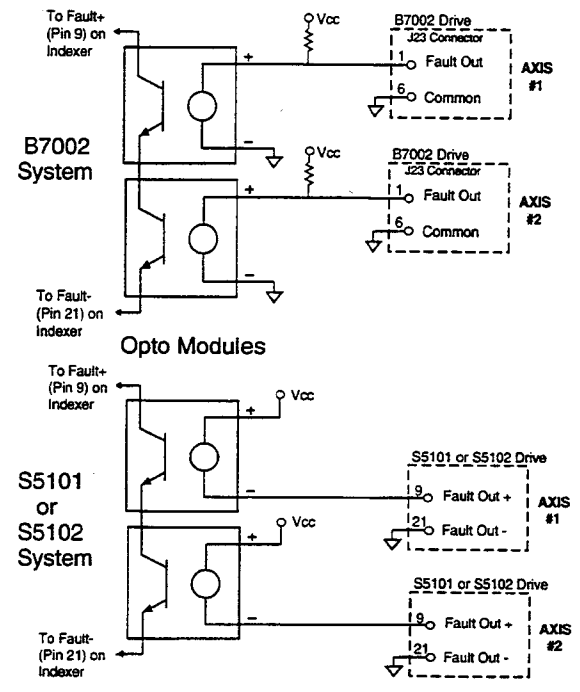 To Fault+
(Pin 9) on
Indexer
Vcc
B7002 Drive
J23 Connector
+
1
Fault Out
AXIS
#1
6
Common
B7002
System
–
Vcc
B7002 Drive
J23 Connector
+
1
Fault Out
AXIS
#2
6
Common
–
To Fault-
(Pin 21) on
Indexer
Opto Modules
To Fault+
(Pin 9) on
Indexer
Vcc
+
S5101 or S5102 Drive
S5101
or
S5102
System
–
9
Fault Out +
AXIS
#1
21
Fault Out -
Vcc
+
S5101 or S5102 Drive
–
9
Fault Out +
AXIS
#2
21
Fault Out -
To Fault-
(Pin 21) on
Indexer